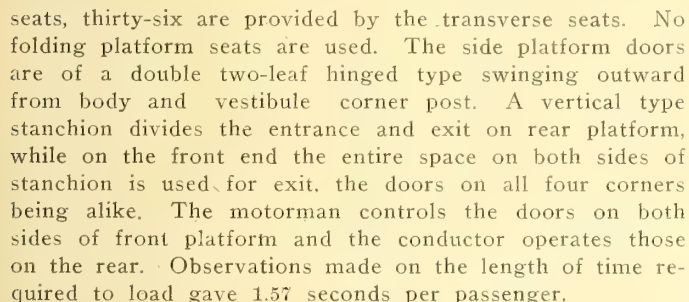 seats, thirty-six are provided by the transverse seats. No
folding platform seats are used. The side platform doors
are of a double two-leaf hinged type swinging outward
from body and vestibule corner post. A vertical type
stanchion divides the entrance and exit on rear platform,
while on the front end the entire space on both sides of
stanchion is used for exit. the doors on all four corners
being alike. The motorman controls the doors on both
sides of front platform and the conductor operates those
on the rear. Observations made on the length of time re-
quired to load gave 1.57 seconds per passenger.